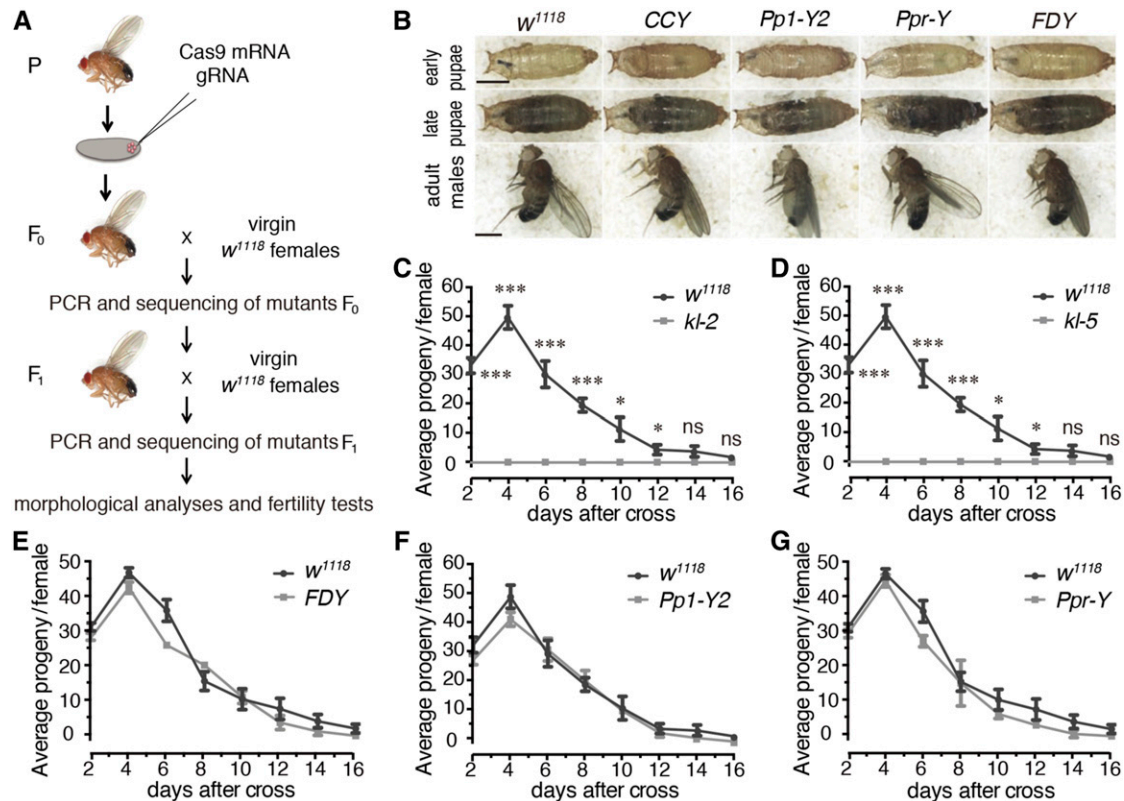 A
P
Cas9 mRNA
gRNA
F₀
x
virgin
w¹¹¹⁸ females
PCR and sequencing of mutants F₀
F₁
x
virgin
w¹¹¹⁸ females
PCR and sequencing of mutants F₁
morphological analyses and fertility tests
B
w¹¹¹⁸ CCY Pp1-Y2 Ppr-Y FDY
early
pupae
late
pupae
adult
males
C
Average progeny/female
60
50
40
30
20
10
0
w¹¹¹⁸
kl-2
***
***
***
***
*
*
ns
ns
2 4 6 8 10 12 14 16
days after cross
D
Average progeny/female
60
50
40
30
20
10
0
w¹¹¹⁸
kl-5
***
***
***
***
*
*
ns
ns
2 4 6 8 10 12 14 16
days after cross
E
Average progeny/female
50
40
30
20
10
0
w¹¹¹⁸
FDY
2 4 6 8 10 12 14 16
days after cross
F
Average progeny/female
60
50
40
30
20
10
0
w¹¹¹⁸
Pp1-Y2
2 4 6 8 10 12 14 16
days after cross
G
Average progeny/female
50
40
30
20
10
0
w¹¹¹⁸
Ppr-Y
2 4 6 8 10 12 14 16
days after cross